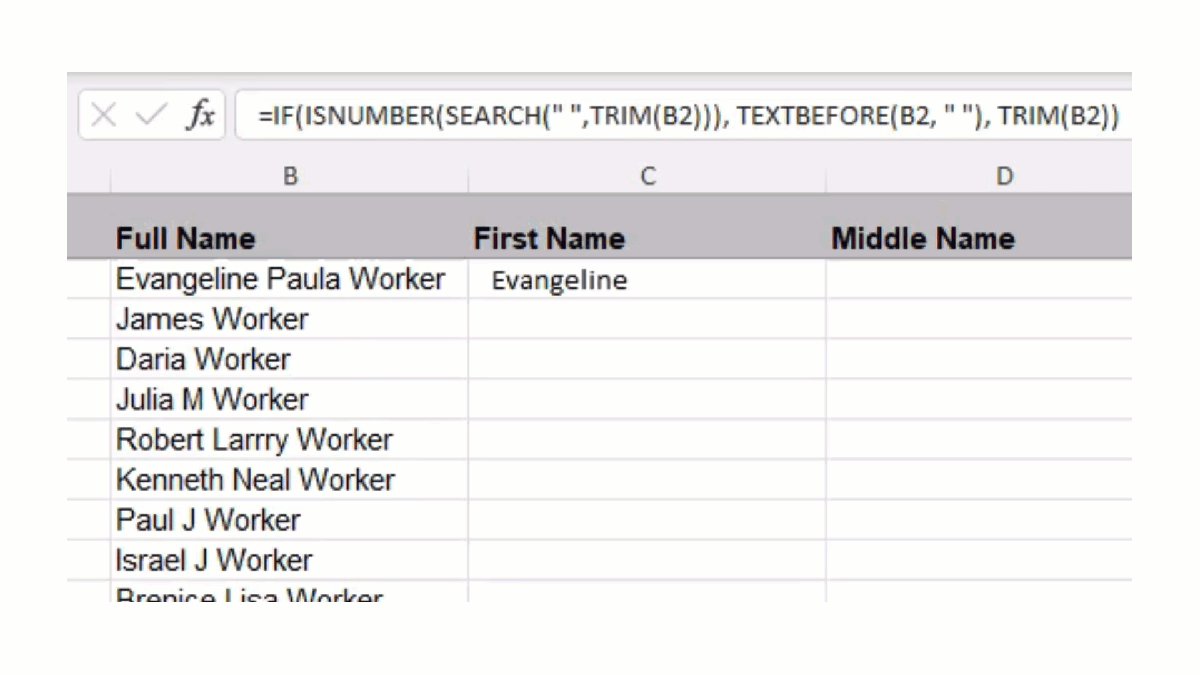 fx =IF(ISNUMBER(SEARCH(" ",TRIM(B2))), TEXTBEFORE(B2, " "), TRIM(B2))
B C D
Full Name First Name Middle Name
Evangeline Paula Worker Evangeline
James Worker
Daria Worker
Julia M Worker
Robert Larrry Worker
Kenneth Neal Worker
Paul J Worker
Israel J Worker
Brenice Lisa Worker